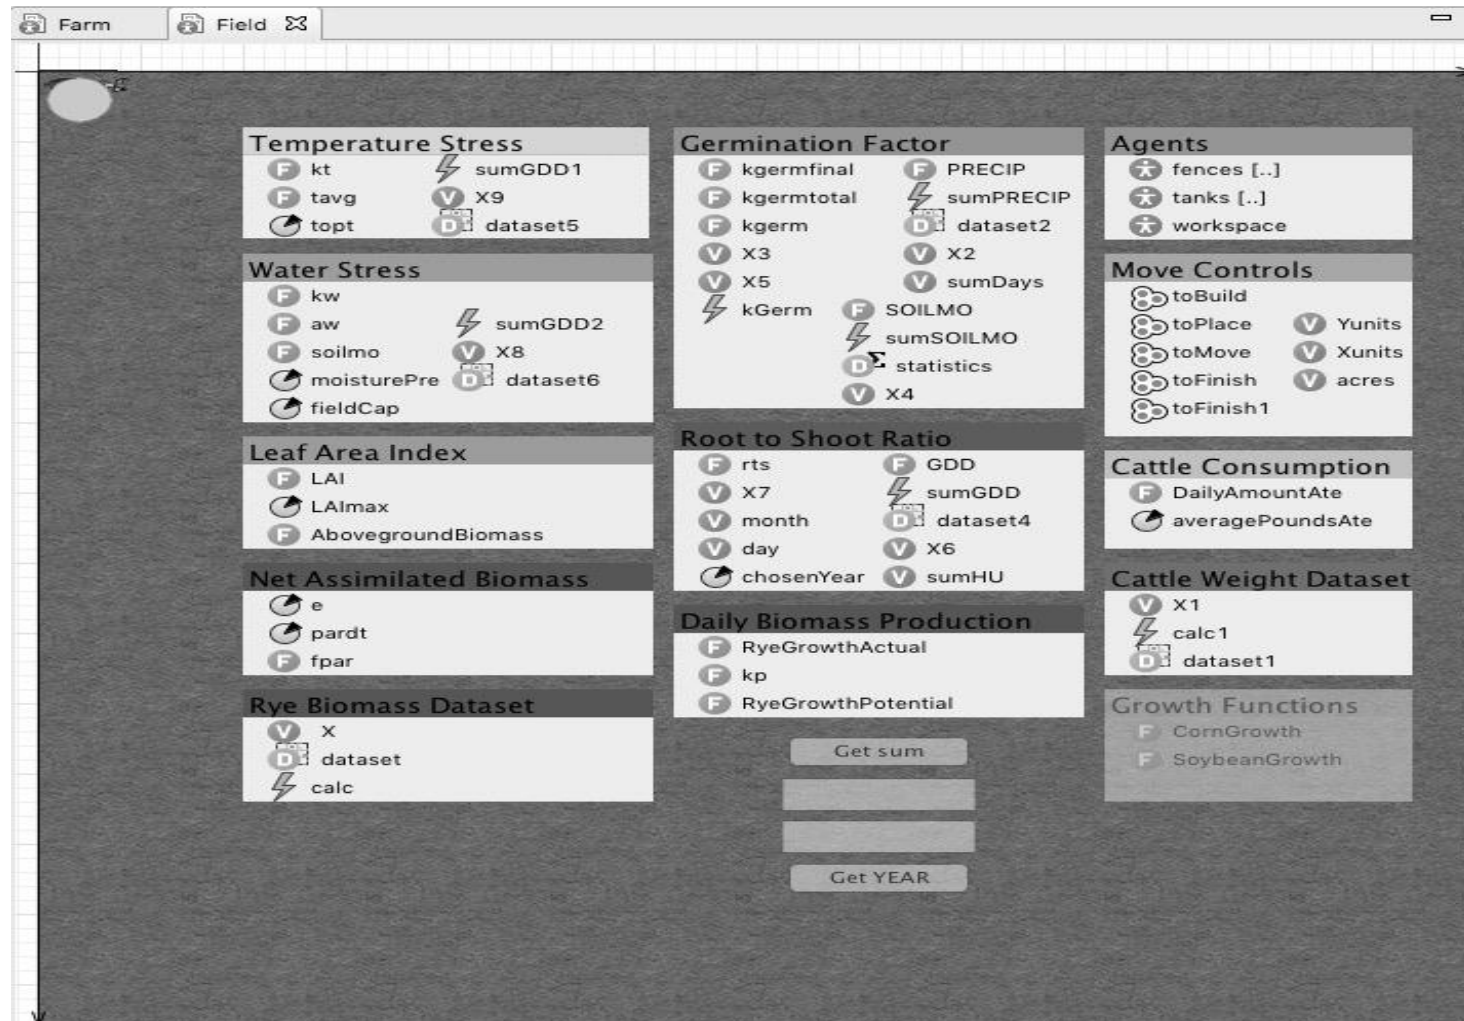 Farm
Field
Temperature Stress
kt sumGDD1
tavg X9
topt dataset5
Water Stress
kw
aw sumGDD2
soilmo X8
moisturePre dataset6
fieldCap
Leaf Area Index
LAI
LAImax
AbovegroundBiomass
Net Assimilated Biomass
e
pardt
fpar
Rye Biomass Dataset
X
dataset
calc
Germination Factor
kgermfinal PRECIP
kgermtotal sumPRECIP
kgerm dataset2
X3 X2
X5 sumDays
kGerm SOILMO
sumSOILMO
statistics
X4
Root to Shoot Ratio
rts GDD
X7 sumGDD
month dataset4
day X6
chosenYear sumHU
Daily Biomass Production
RyeGrowthActual
kp
RyeGrowthPotential
Get sum
Get YEAR
Agents
fences [..]
tanks [..]
workspace
Move Controls
toBuild
toPlace Yunits
toMove Xunits
toFinish acres
toFinish1
Cattle Consumption
DailyAmountAte
averagePoundsAte
Cattle Weight Dataset
X1
calc1
dataset1
Growth Functions
CornGrowth
SoybeanGrowth